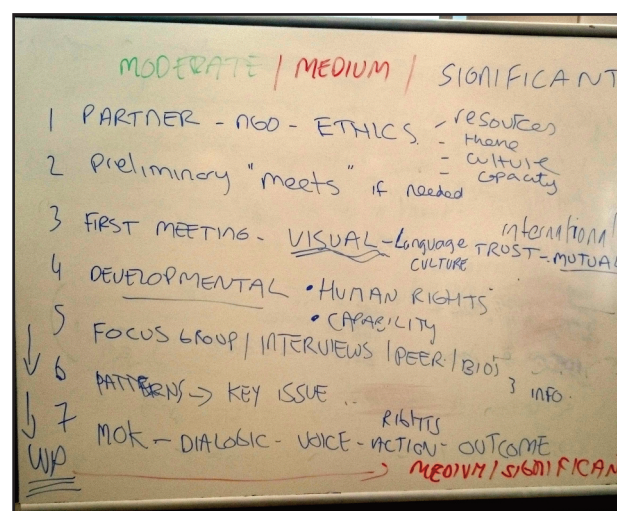 MODERATE / MEDIUM / SIGNIFICANT
1 PARTNER - NGO - ETHICS - resources
- theme
- culture
- capacity
2 Preliminary "meets" if needed
3 FIRST MEETING - VISUAL - Language TRUST - MUTUAL
international
CULTURE
4 DEVELOPMENTAL • HUMAN RIGHTS
• CAPABILITY
5 FOCUS GROUP / INTERVIEWS / PEER / BIOS
6 PATTERNS → KEY ISSUE . . } INFO
RIGHTS
7 MOK - DIALOGIC - VOICE - ACTION - OUTCOME
WP → MEDIUM / SIGNIFICAN